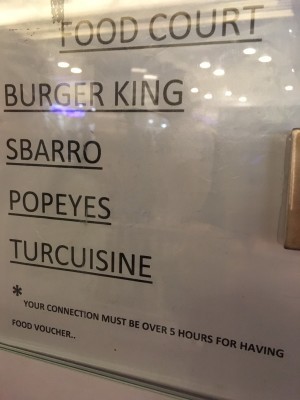 FOOD COURT
BURGER KING
SBARRO
POPEYES
TURCUISINE
* YOUR CONNECTION MUST BE OVER 5 HOURS FOR HAVING
FOOD VOUCHER..